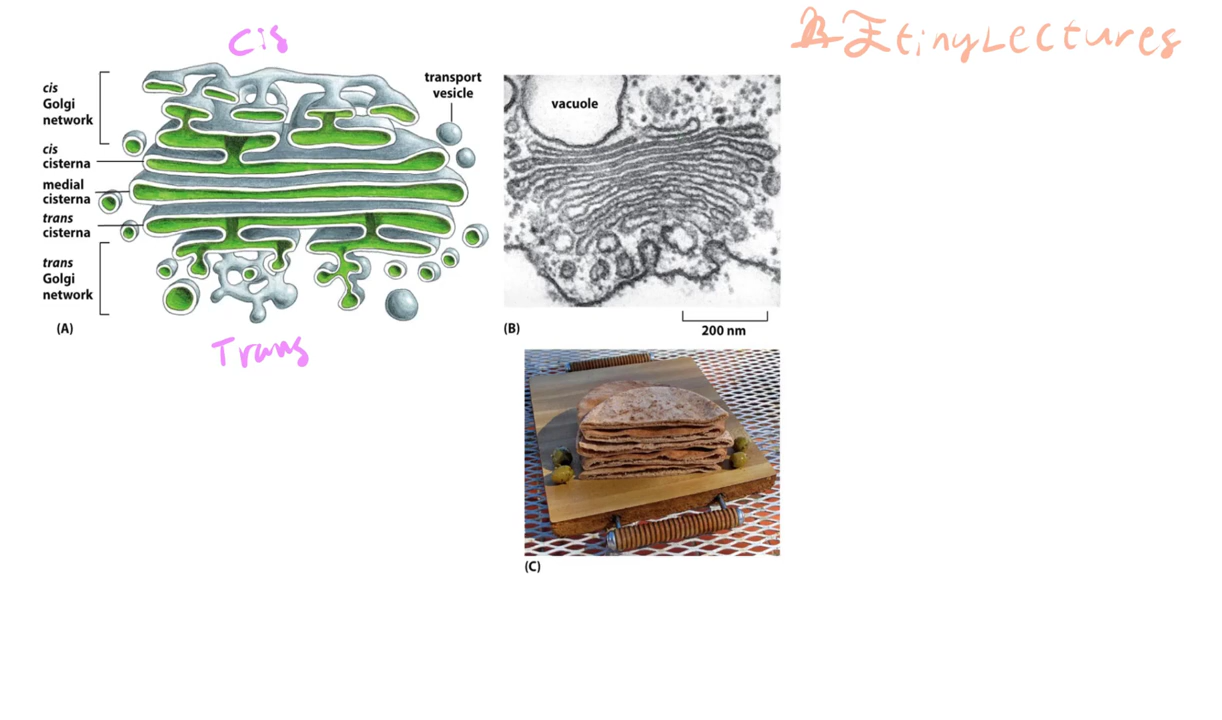 Cis
tinyLectures
cis
Golgi
network
transport
vesicle
cis
cisterna
medial
cisterna
trans
cisterna
trans
Golgi
network
(A)
Trans
vacuole
(B)
200 nm
(C)